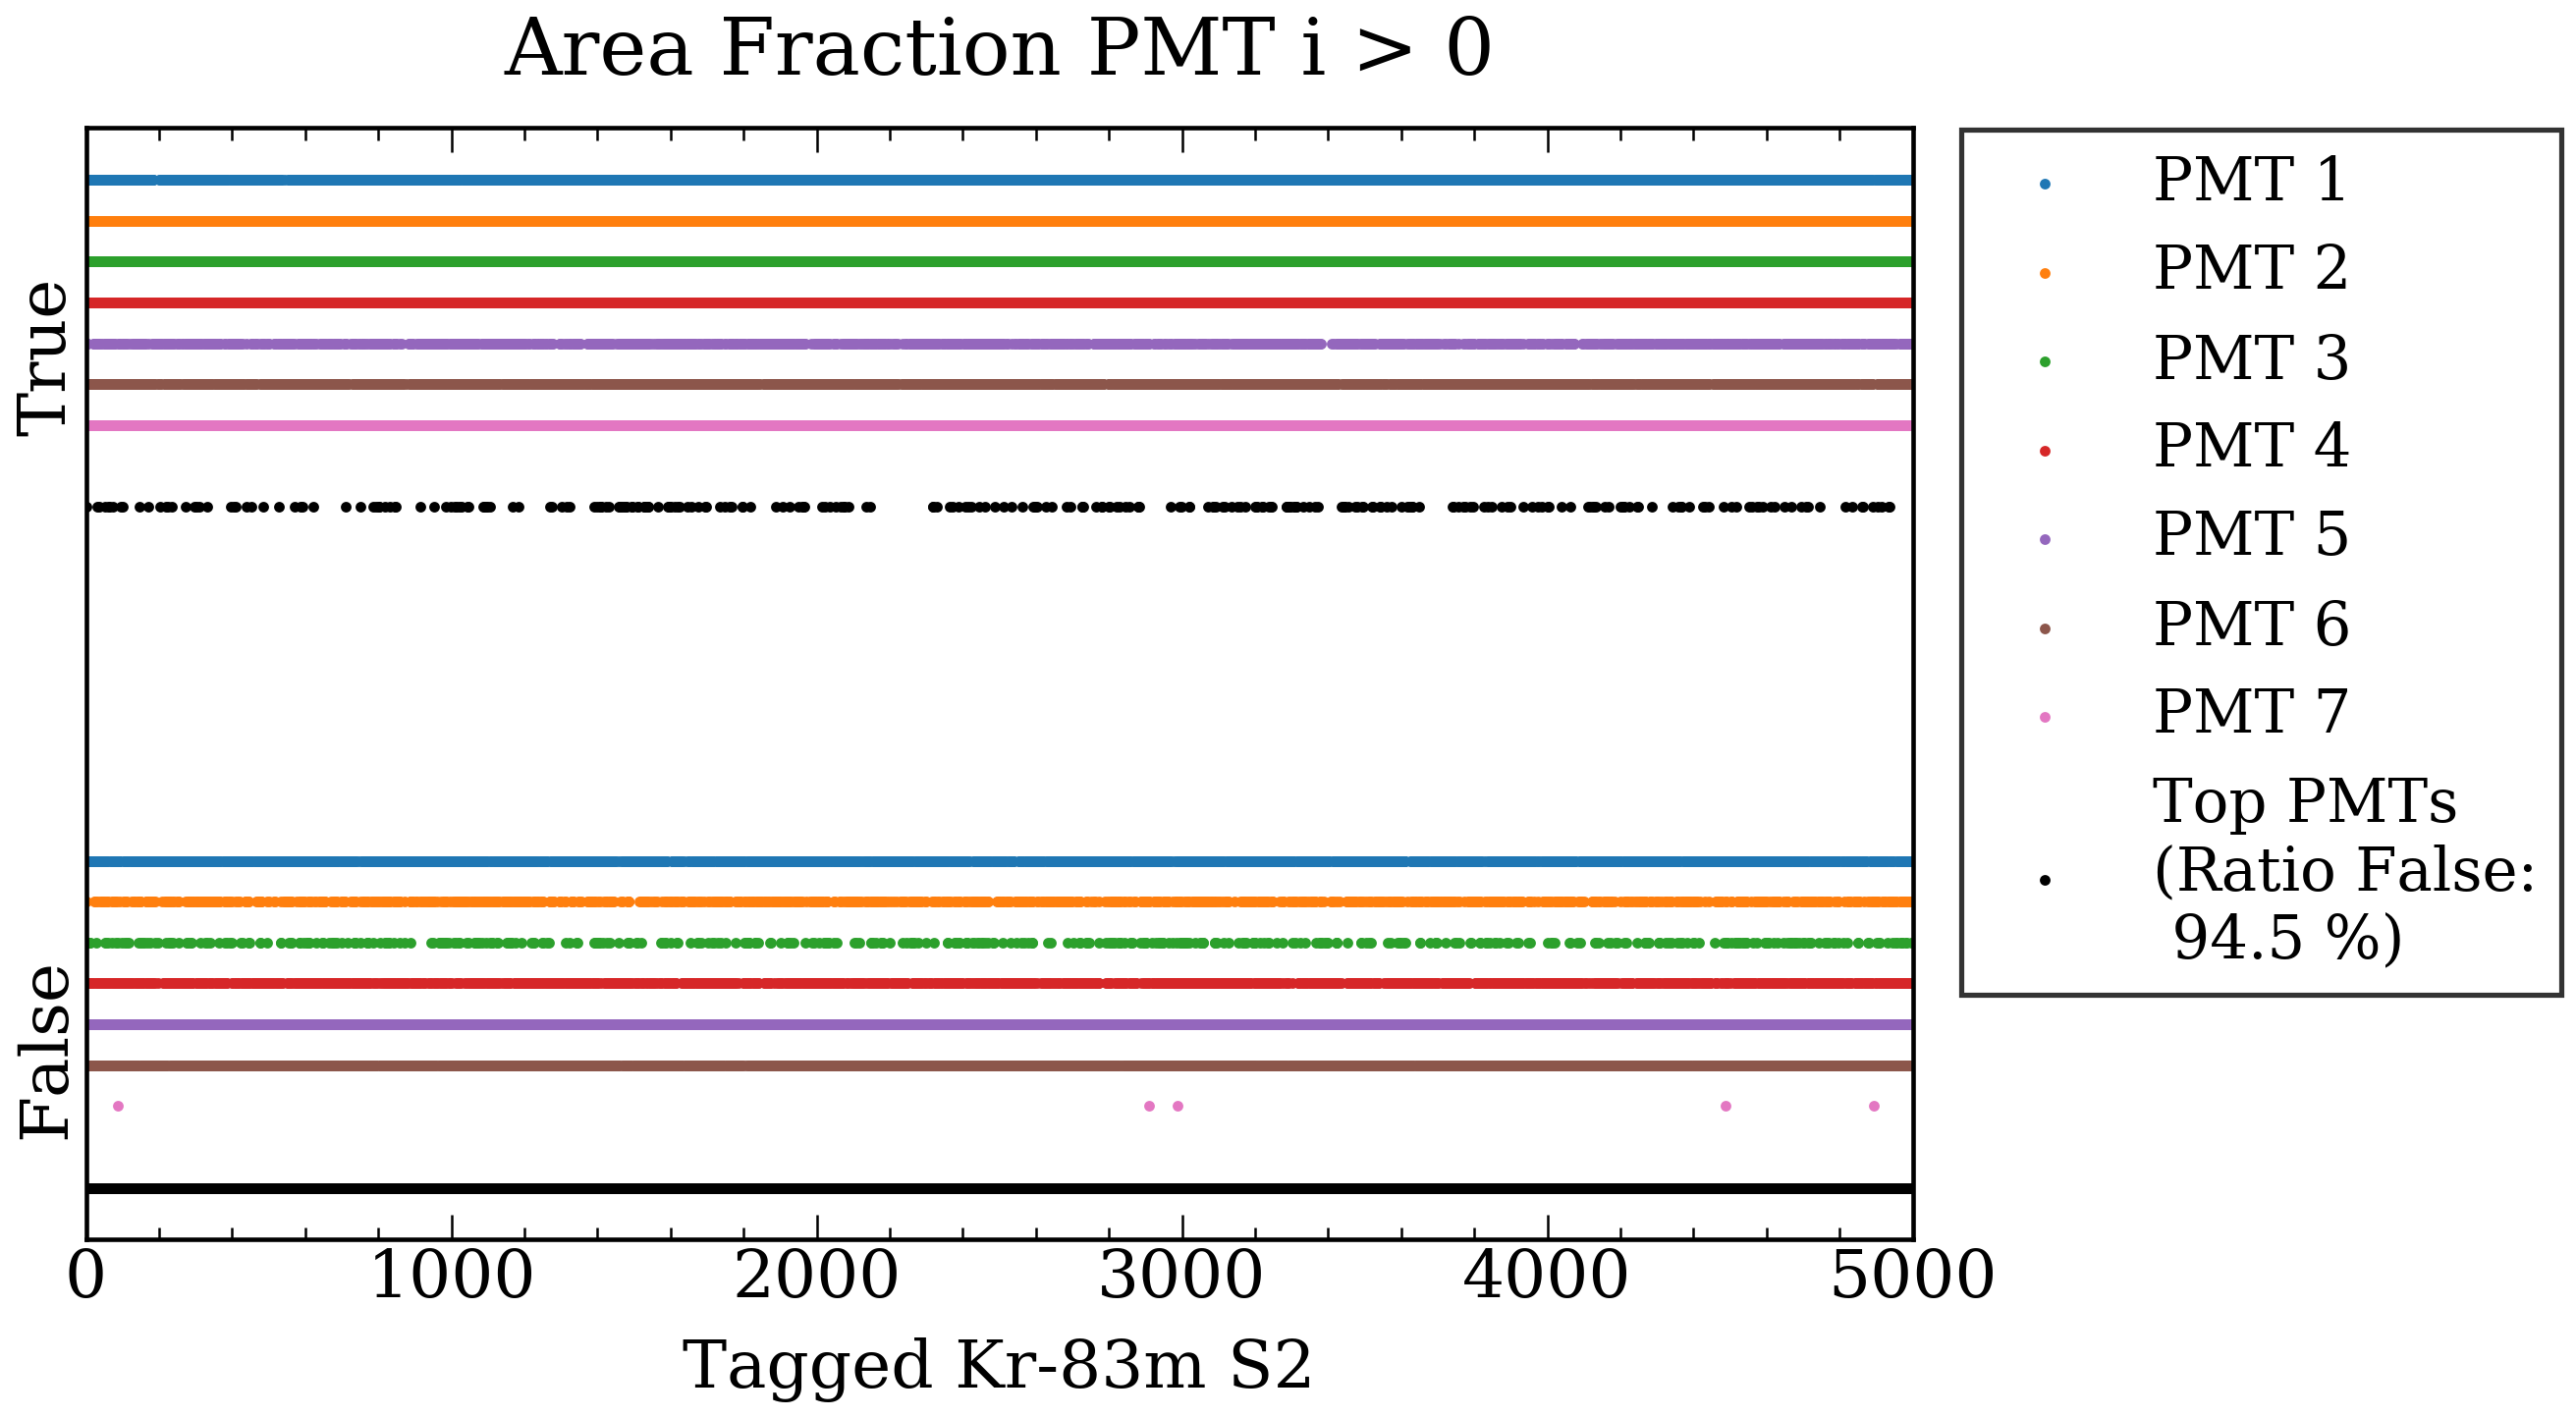 Area Fraction PMT i > 0
True
False
0 1000 2000 3000 4000 5000
Tagged Kr-83m S2
PMT 1
PMT 2
PMT 3
PMT 4
PMT 5
PMT 6
PMT 7
Top PMTs
(Ratio False:
94.5 %)